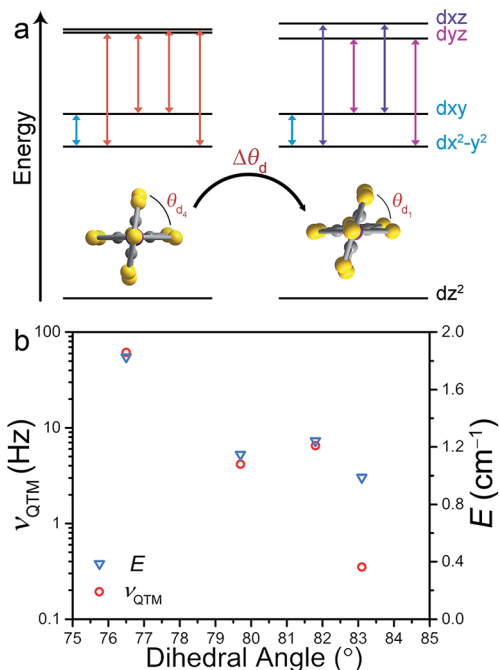 a
Energy
dxz
dyz
dxy
dx²-y²
Δθd
θd₄
θd₁
dz²
b
100
10
1
0.1
νQTM (Hz)
2.0
1.6
1.2
0.8
0.4
0.0
E (cm⁻¹)
E
νQTM
75 76 77 78 79 80 81 82 83 84 85
Dihedral Angle (°)